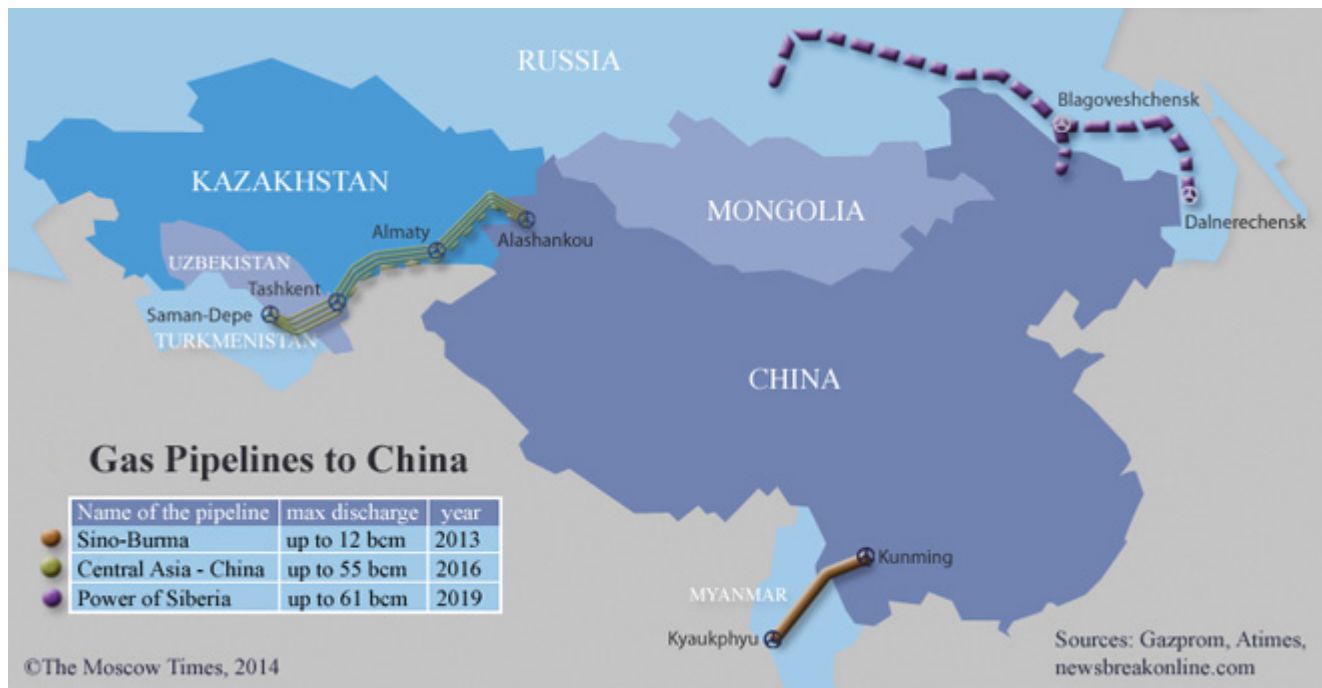 RUSSIA
Blagoveshchensk
KAZAKHSTAN
MONGOLIA
Almaty
Alashankou
Dalnerechensk
UZBEKISTAN
Tashkent
Saman-Depe
TURKMENISTAN
CHINA
Gas Pipelines to China
Name of the pipeline max discharge year
Sino-Burma up to 12 bcm 2013
Central Asia - China up to 55 bcm 2016
Power of Siberia up to 61 bcm 2019
Kunming
MYANMAR
Kyaukphyu
Sources: Gazprom, Atimes,
newsbreakonline.com
©The Moscow Times, 2014